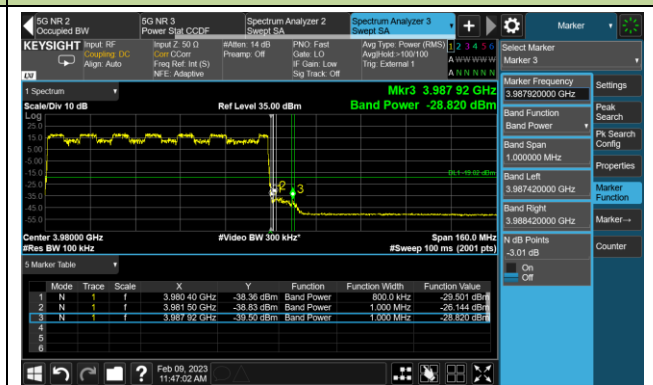 5G NR 2
Occupied BW
5G NR 3
Power Stat CCDF
Spectrum Analyzer 2
Swept SA
Spectrum Analyzer 3
Swept SA
Marker
KEYSIGHT
Input: RF
Coupling: DC
Align: Auto
Input Z: 50 Ω
Corr CCorr
Freq Ref: Int (S)
NFE: Adaptive
#Atten: 14 dB
Preamp: Off
PNO: Fast
Gate: LO
IF Gain: Low
Sig Track: Off
Avg Type: Power (RMS)
Avg|Hold:>100/100
Trig: External 1
1 2 3 4 5 6
A W W W W W
A N N N N N
LXI
Select Marker
Marker 3
1 Spectrum
Scale/Div 10 dB
Ref Level 35.00 dBm
Mkr3 3.987 92 GHz
Band Power -28.820 dBm
Log
25.0
15.0
5.00
-5.00
-15.0
-25.0
-35.0
-45.0
-55.0
DL1 -19.02 dBm
2
3
Center 3.98000 GHz
#Res BW 100 kHz
#Video BW 300 kHz*
Span 160.0 MHz
#Sweep 100 ms (2001 pts)
5 Marker Table
Mode Trace Scale X Y Function Function Width Function Value
1 N 1 f 3.980 40 GHz -38.36 dBm Band Power 800.0 kHz -29.501 dBm
2 N 1 f 3.981 50 GHz -38.83 dBm Band Power 1.000 MHz -26.144 dBm
3 N 1 f 3.987 92 GHz -39.50 dBm Band Power 1.000 MHz -28.820 dBm
4
5
6
Marker Frequency
3.987920000 GHz
Band Function
Band Power
Band Span
1.000000 MHz
Band Left
3.987420000 GHz
Band Right
3.988420000 GHz
N dB Points
-3.01 dB
On
Off
Settings
Peak
Search
Pk Search
Config
Properties
Marker
Function
Marker→
Counter
?
Feb 09, 2023
11:47:02 AM